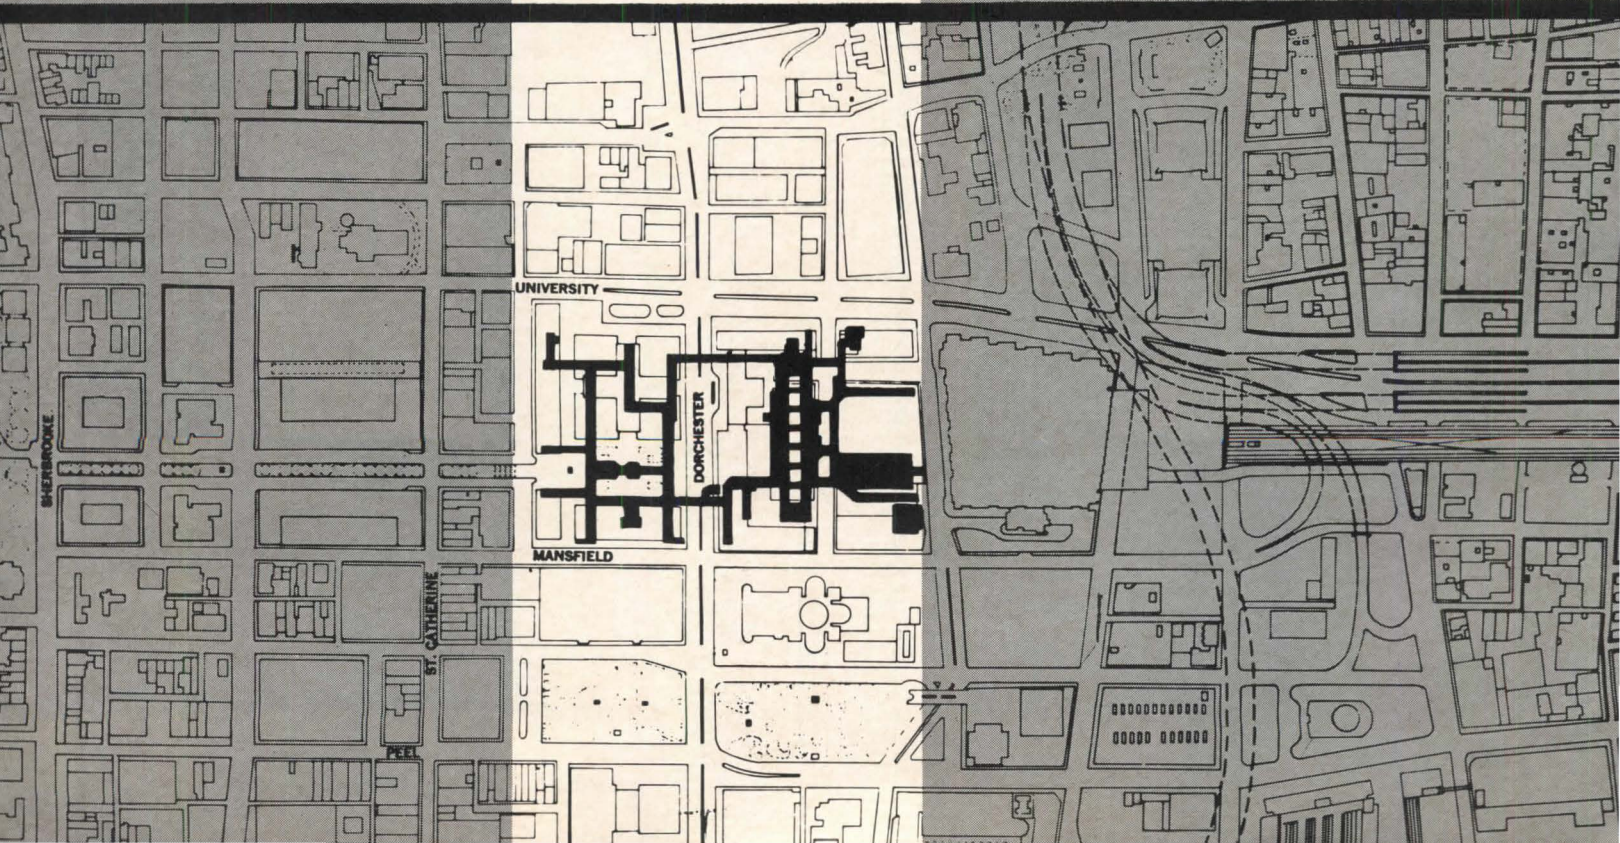 UNIVERSITY
DORCHESTER
SHERBROOKE
MANSFIELD
ST. CATHERINE
PEEL